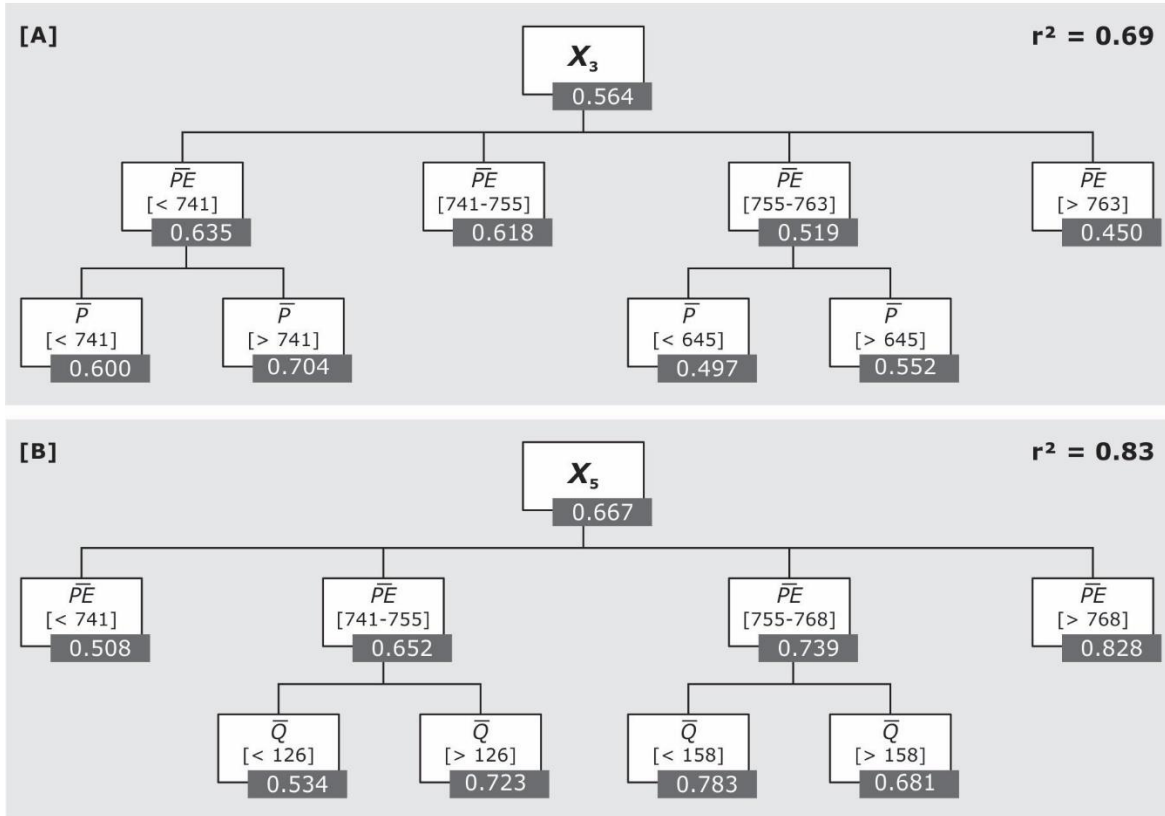 [A]
r² = 0.69
X₃
0.564
P̅E̅
[< 741]
0.635
P̅E̅
[741-755]
0.618
P̅E̅
[755-763]
0.519
P̅E̅
[> 763]
0.450
P̅
[< 741]
0.600
P̅
[> 741]
0.704
P̅
[< 645]
0.497
P̅
[> 645]
0.552
[B]
r² = 0.83
X₅
0.667
P̅E̅
[< 741]
0.508
P̅E̅
[741-755]
0.652
P̅E̅
[755-768]
0.739
P̅E̅
[> 768]
0.828
Q̅
[< 126]
0.534
Q̅
[> 126]
0.723
Q̅
[< 158]
0.783
Q̅
[> 158]
0.681